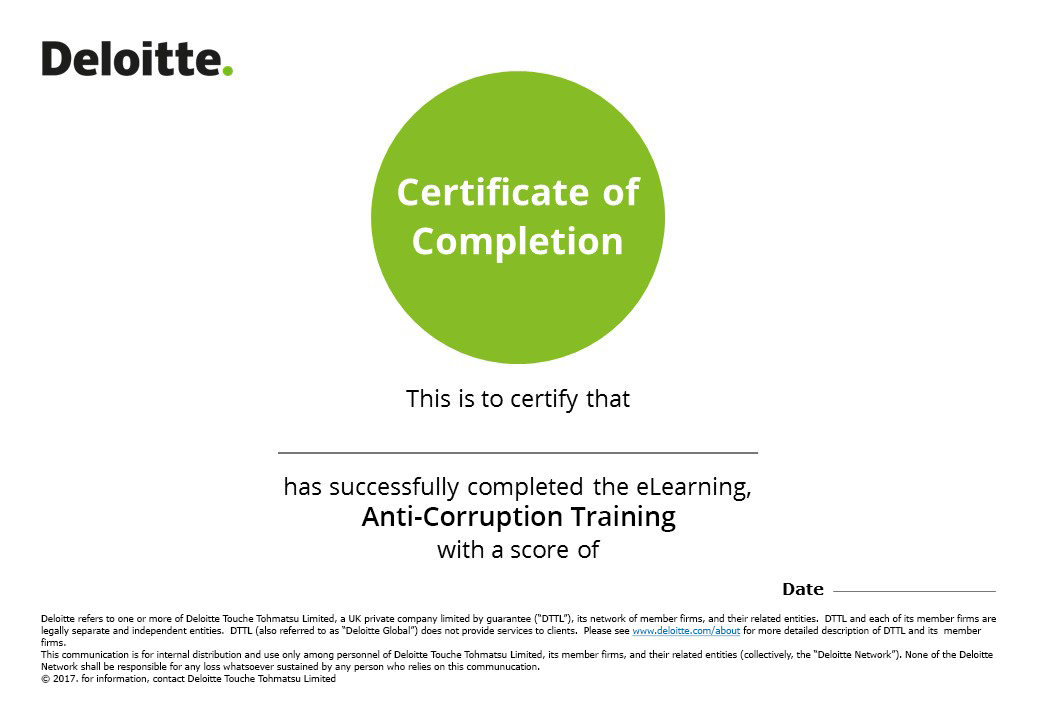 Deloitte.
Certificate of
Completion
This is to certify that
has successfully completed the eLearning,
Anti-Corruption Training
with a score of
Date
Deloitte refers to one or more of Deloitte Touche Tohmatsu Limited, a UK private company limited by guarantee (“DTTL”), its network of member firms, and their related entities. DTTL and each of its member firms are
legally separate and independent entities. DTTL (also referred to as “Deloitte Global”) does not provide services to clients. Please see www.deloitte.com/about for more detailed description of DTTL and its member
firms.
This communication is for internal distribution and use only among personnel of Deloitte Touche Tohmatsu Limited, its member firms, and their related entities (collectively, the “Deloitte Network”). None of the Deloitte
Network shall be responsible for any loss whatsoever sustained by any person who relies on this communucation.
© 2017. for information, contact Deloitte Touche Tohmatsu Limited